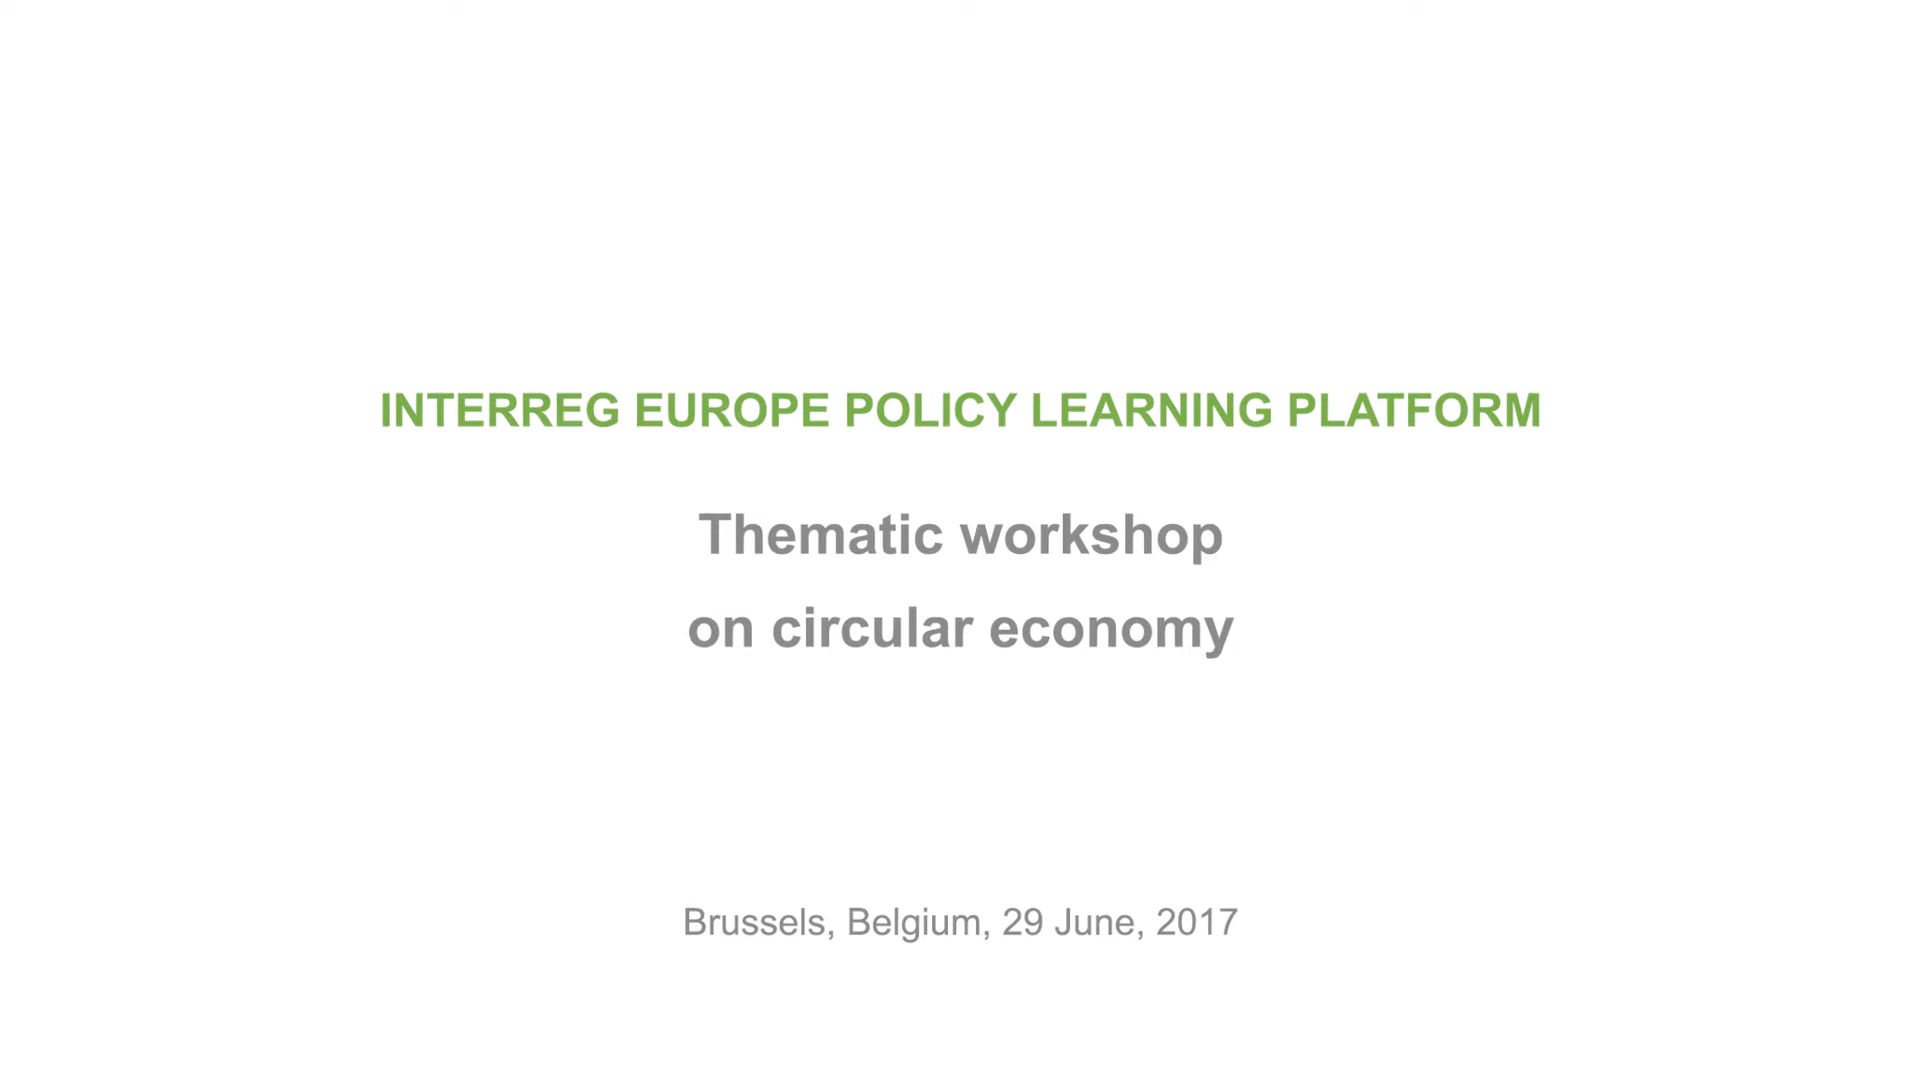 INTERREG EUROPE POLICY LEARNING PLATFORM
Thematic workshop
on circular economy
Brussels, Belgium, 29 June, 2017